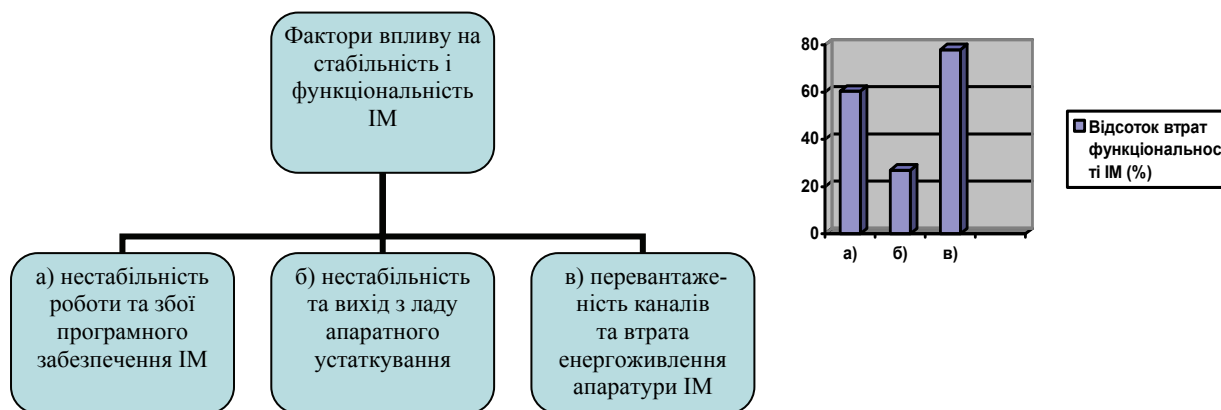 Фактори впливу на
стабільність і
функціональність
ІМ
а) нестабільність
роботи та збої
програмного
забезпечення ІМ
б) нестабільність
та вихід з ладу
апаратного
устаткування
в) перевантаже-
ність каналів
та втрата
енергоживлення
апаратури ІМ
80
60
40
20
0
а)
б)
в)
Відсоток втрат
функціональнос
ті ІМ (%)